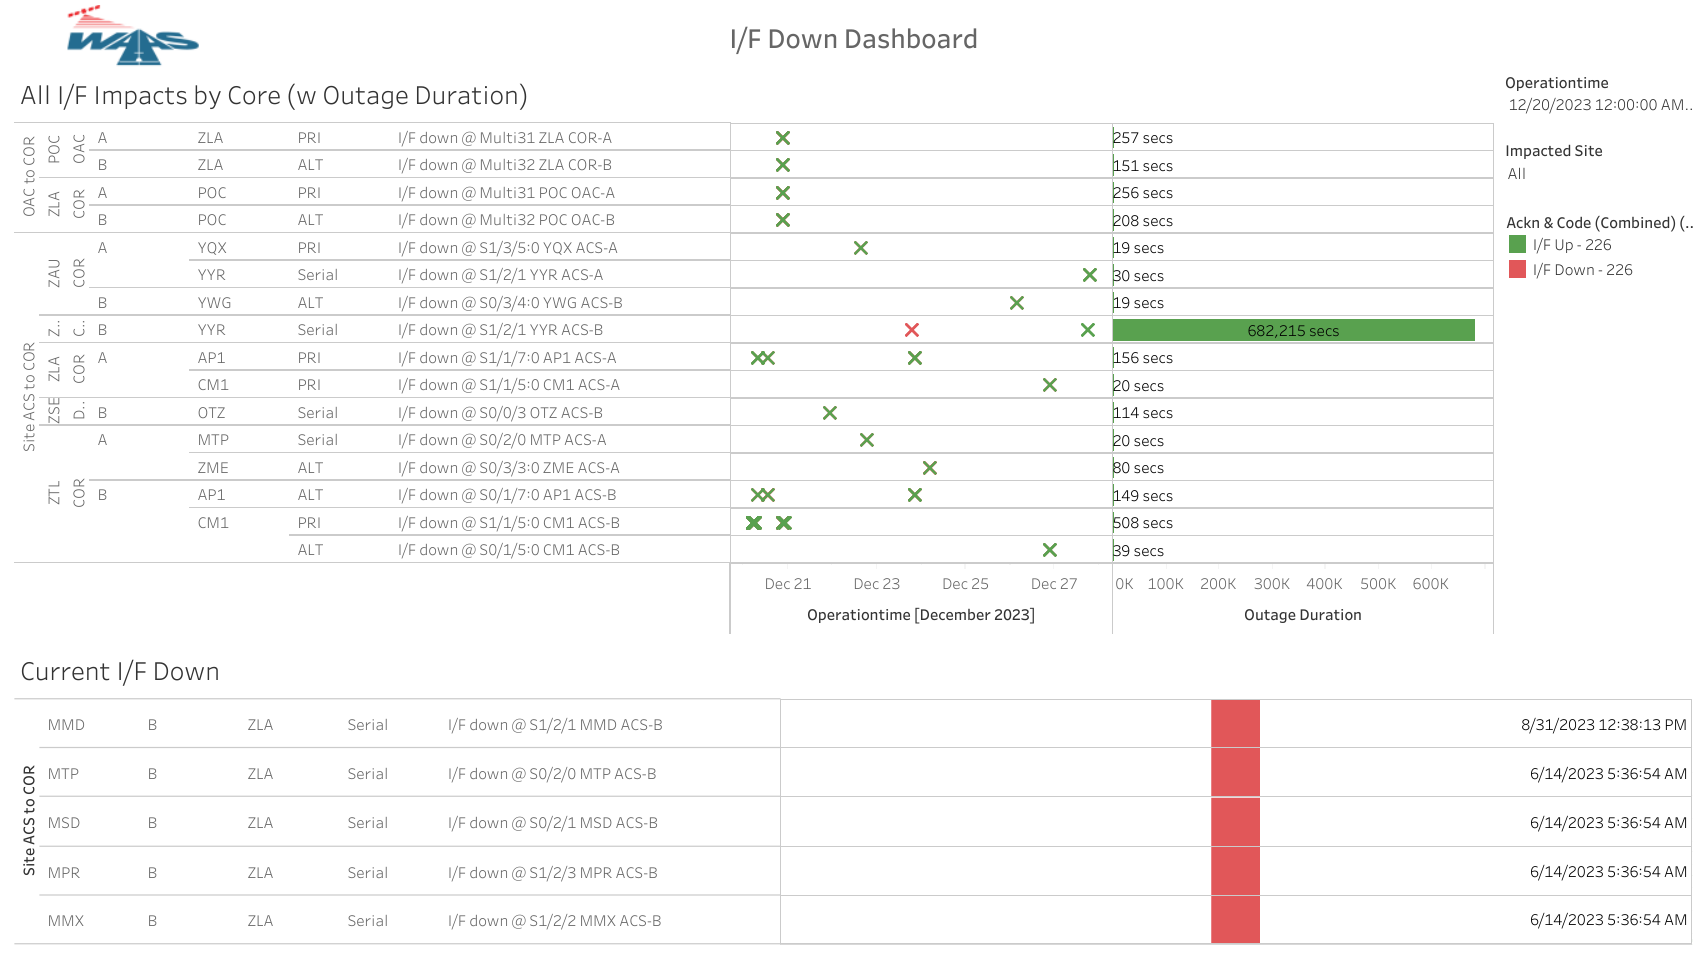 WAAS
I/F Down Dashboard
All I/F Impacts by Core (w Outage Duration)
Operationtime
12/20/2023 12:00:00 AM..
Impacted Site
All
Ackn & Code (Combined) (..
I/F Up - 226
I/F Down - 226
OAC to COR
POC
OAC
A ZLA PRI I/F down @ Multi31 ZLA COR-A 257 secs
B ZLA ALT I/F down @ Multi32 ZLA COR-B 151 secs
ZLA
COR
A POC PRI I/F down @ Multi31 POC OAC-A 256 secs
B POC ALT I/F down @ Multi32 POC OAC-B 208 secs
Site ACS to COR
ZAU
COR
A YQX PRI I/F down @ S1/3/5:0 YQX ACS-A 19 secs
YYR Serial I/F down @ S1/2/1 YYR ACS-A 30 secs
B YWG ALT I/F down @ S0/3/4:0 YWG ACS-B 19 secs
Z..
C..
B YYR Serial I/F down @ S1/2/1 YYR ACS-B 682,215 secs
ZLA
COR
A AP1 PRI I/F down @ S1/1/7:0 AP1 ACS-A 156 secs
CM1 PRI I/F down @ S1/1/5:0 CM1 ACS-A 20 secs
ZSE
D..
B OTZ Serial I/F down @ S0/0/3 OTZ ACS-B 114 secs
ZTL
COR
A MTP Serial I/F down @ S0/2/0 MTP ACS-A 20 secs
ZME ALT I/F down @ S0/3/3:0 ZME ACS-A 80 secs
B AP1 ALT I/F down @ S0/1/7:0 AP1 ACS-B 149 secs
CM1 PRI I/F down @ S1/1/5:0 CM1 ACS-B 508 secs
ALT I/F down @ S0/1/5:0 CM1 ACS-B 39 secs
Dec 21 Dec 23 Dec 25 Dec 27 0K 100K 200K 300K 400K 500K 600K
Operationtime [December 2023] Outage Duration
Current I/F Down
Site ACS to COR
MMD B ZLA Serial I/F down @ S1/2/1 MMD ACS-B 8/31/2023 12:38:13 PM
MTP B ZLA Serial I/F down @ S0/2/0 MTP ACS-B 6/14/2023 5:36:54 AM
MSD B ZLA Serial I/F down @ S0/2/1 MSD ACS-B 6/14/2023 5:36:54 AM
MPR B ZLA Serial I/F down @ S1/2/3 MPR ACS-B 6/14/2023 5:36:54 AM
MMX B ZLA Serial I/F down @ S1/2/2 MMX ACS-B 6/14/2023 5:36:54 AM